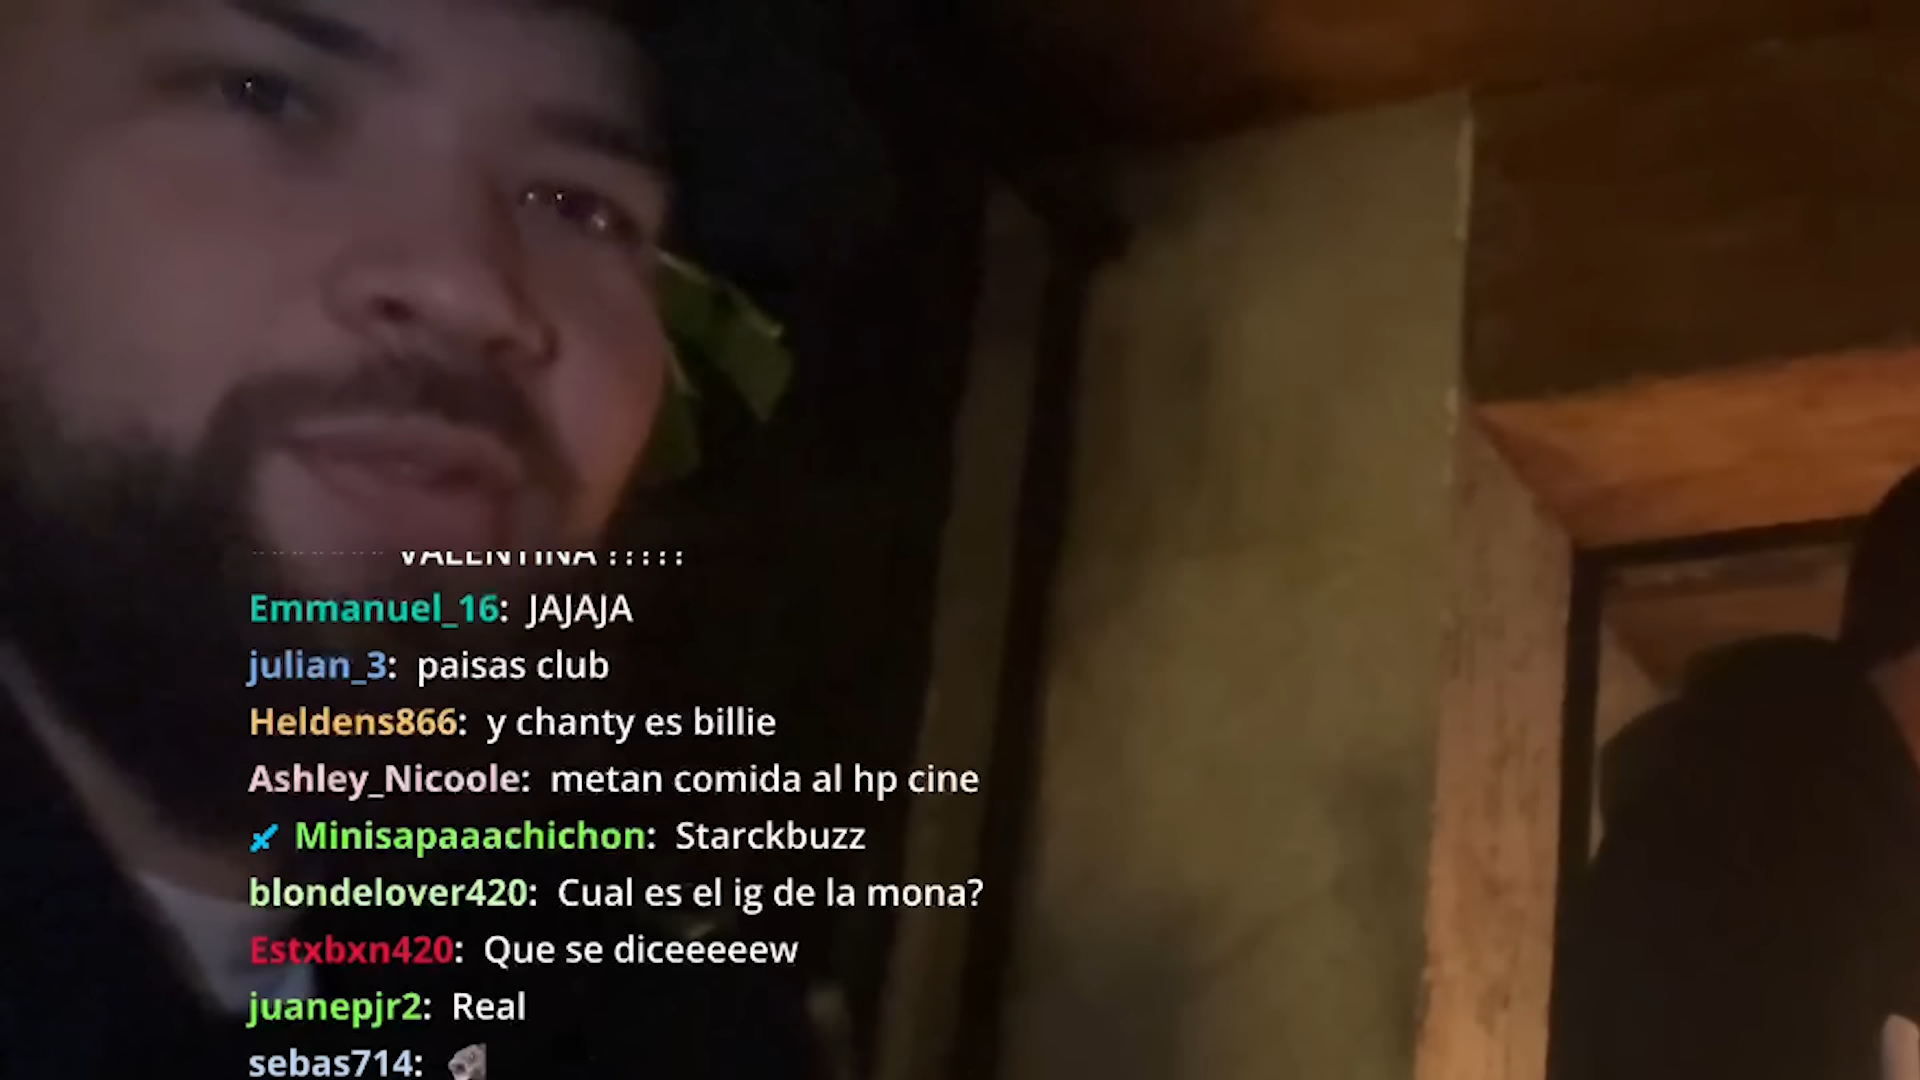 VALENTINA !!!!!
Emmanuel_16: JAJAJA
julian_3: paisas club
Heldens866: y chanty es billie
Ashley_Nicoole: metan comida al hp cine
Minisapaaachichon: Starckbuzz
blondelover420: Cual es el ig de la mona?
Estxbxn420: Que se diceeeeew
juanepjr2: Real
sebas714: